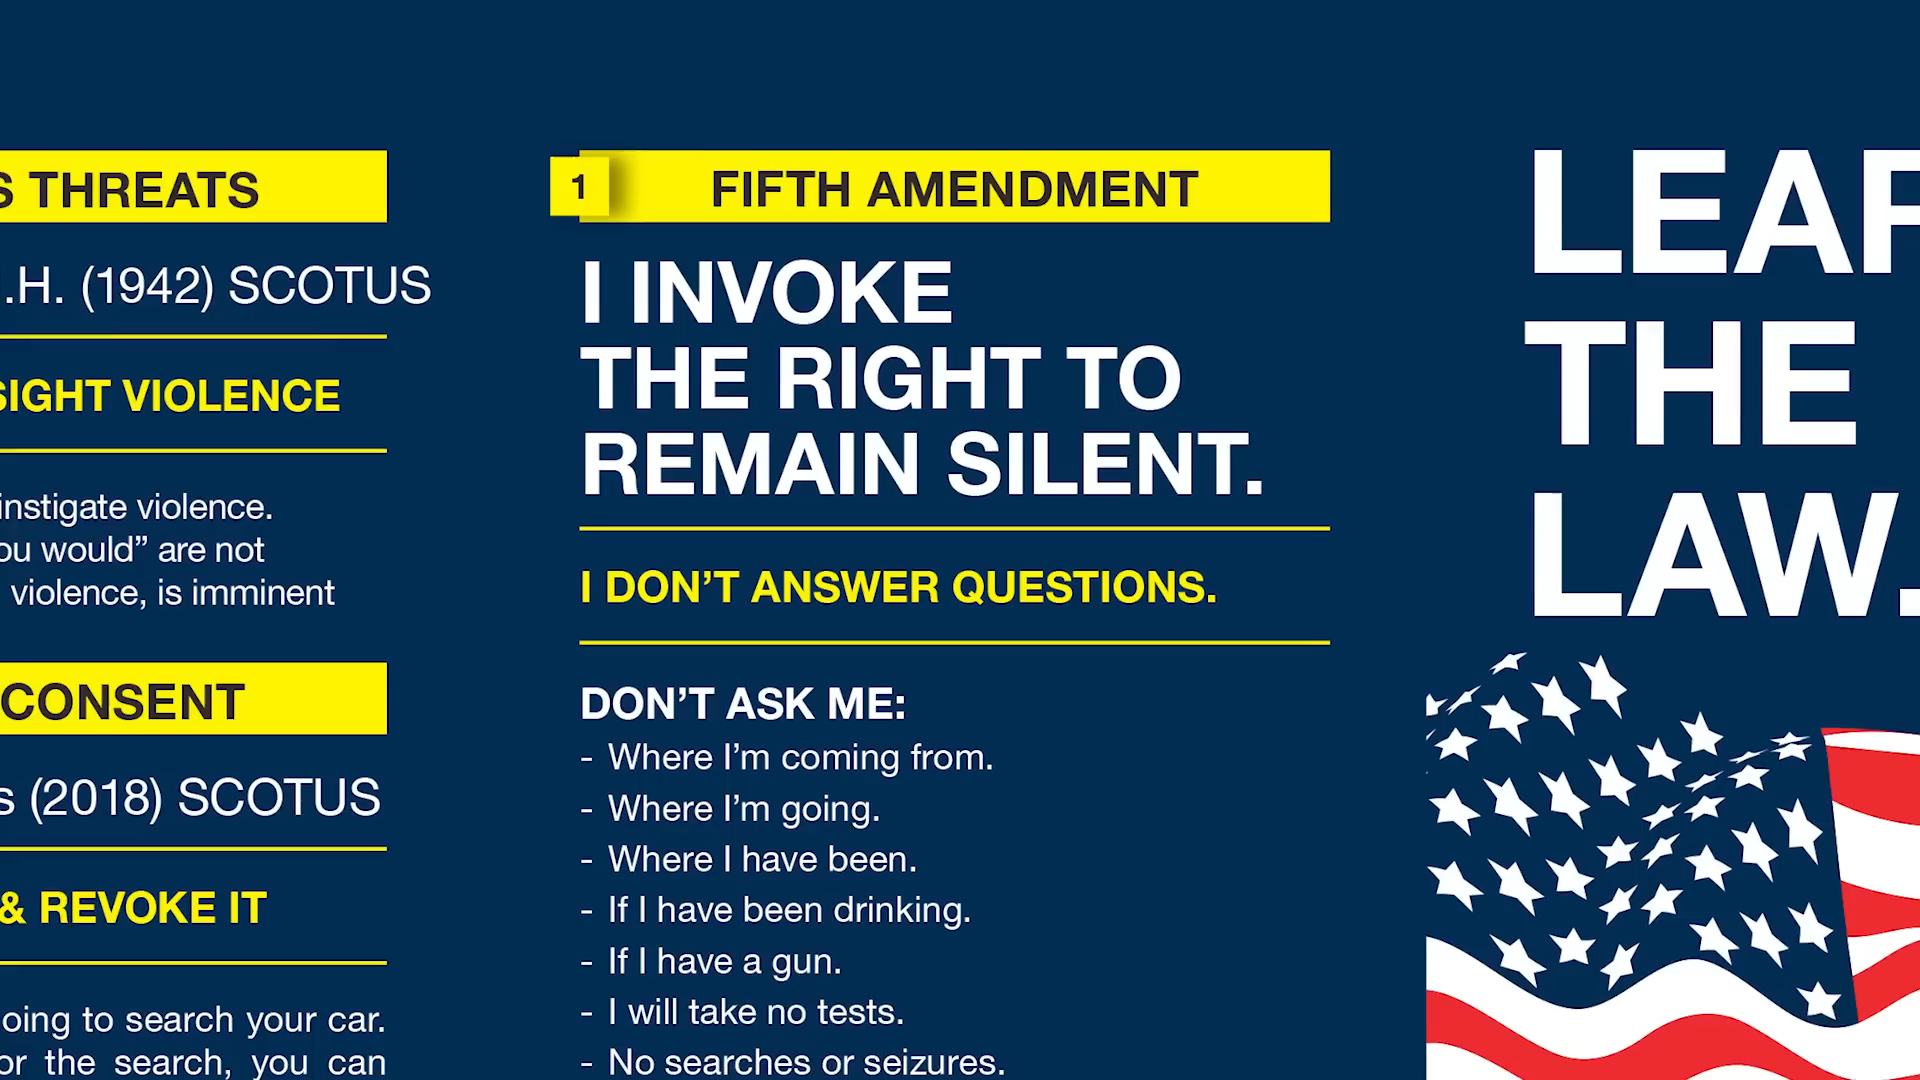 S THREATS
.H. (1942) SCOTUS
SIGHT VIOLENCE
instigate violence.
ou would” are not
violence, is imminent
CONSENT
s (2018) SCOTUS
& REVOKE IT
oing to search your car.
or the search, you can
1
FIFTH AMENDMENT
I INVOKE
THE RIGHT TO
REMAIN SILENT.
I DON’T ANSWER QUESTIONS.
DON’T ASK ME:
- Where I’m coming from.
- Where I’m going.
- Where I have been.
- If I have been drinking.
- If I have a gun.
- I will take no tests.
- No searches or seizures.
LEAR
THE
LAW.